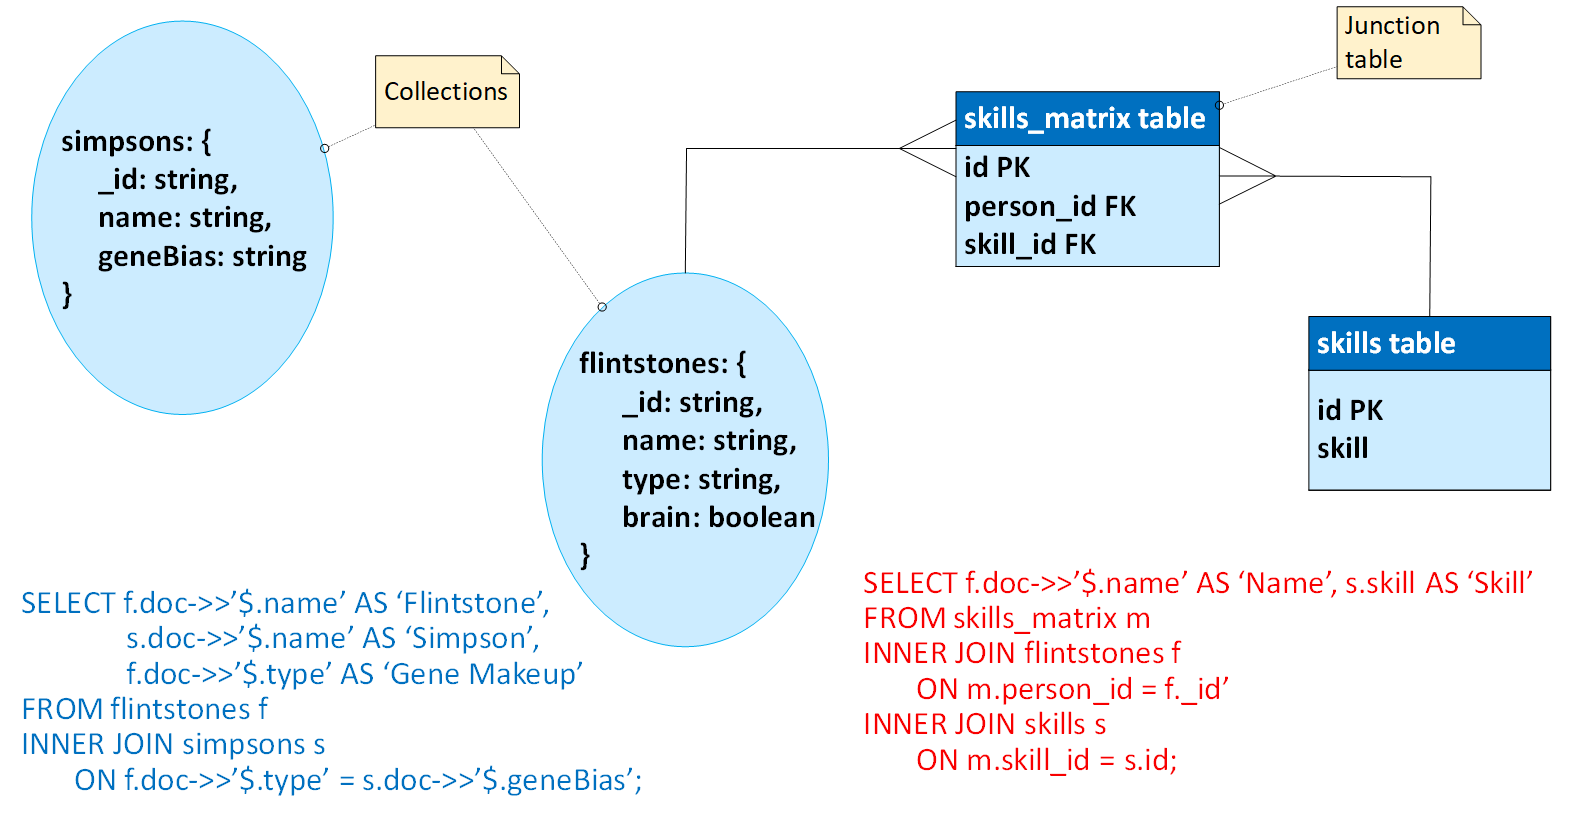 Junction
table
Collections
skills_matrix table
id PK
person_id FK
skill_id FK
simpsons: {
_id: string,
name: string,
geneBias: string
}
flintstones: {
_id: string,
name: string,
type: string,
brain: boolean
}
skills table
id PK
skill
SELECT f.doc->>’$.name’ AS ‘Flintstone’,
s.doc->>’$.name’ AS ‘Simpson’,
f.doc->>’$.type’ AS ‘Gene Makeup’
FROM flintstones f
INNER JOIN simpsons s
ON f.doc->>’$.type’ = s.doc->>’$.geneBias’;
SELECT f.doc->>’$.name’ AS ‘Name’, s.skill AS ‘Skill’
FROM skills_matrix m
INNER JOIN flintstones f
ON m.person_id = f._id’
INNER JOIN skills s
ON m.skill_id = s.id;